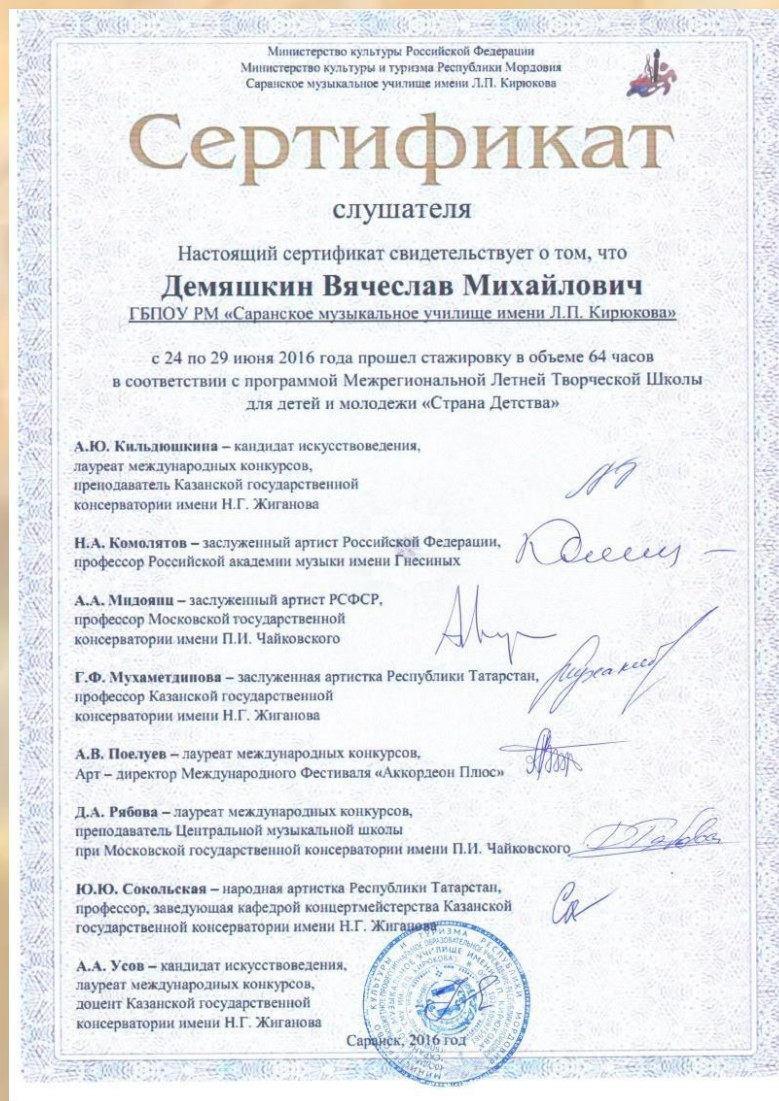 Министерство культуры Российской Федерации
Министерство культуры и туризма Республики Мордовия
Саранское музыкальное училище имени Л.П. Кирюкова
Сертификат
слушателя
Настоящий сертификат свидетельствует о том, что
Демяшкин Вячеслав Михайлович
ГБПОУ РМ «Саранское музыкальное училище имени Л.П. Кирюкова»
с 24 по 29 июня 2016 года прошел стажировку в объеме 64 часов
в соответствии с программой Межрегиональной Летней Творческой Школы
для детей и молодежи «Страна Детства»
А.Ю. Кильдюшкина – кандидат искусствоведения,
лауреат международных конкурсов,
преподаватель Казанской государственной
консерватории имени Н.Г. Жиганова
Н.А. Комолятов – заслуженный артист Российской Федерации,
профессор Российской академии музыки имени Гнесиных
А.А. Мндоянц – заслуженный артист РСФСР,
профессор Московской государственной
консерватории имени П.И. Чайковского
Г.Ф. Мухаметдинова – заслуженная артистка Республики Татарстан,
профессор Казанской государственной
консерватории имени Н.Г. Жиганова
А.В. Поелуев – лауреат международных конкурсов,
Арт – директор Международного Фестиваля «Аккордеон Плюс»
Д.А. Рябова – лауреат международных конкурсов,
преподаватель Центральной музыкальной школы
при Московской государственной консерватории имени П.И. Чайковского
Ю.Ю. Сокольская – народная артистка Республики Татарстан,
профессор, заведующая кафедрой концертмейстерства Казанской
государственной консерватории имени Н.Г. Жиганова
А.А. Усов – кандидат искусствоведения,
лауреат международных конкурсов,
доцент Казанской государственной
консерватории имени Н.Г. Жиганова
Саранск, 2016 год